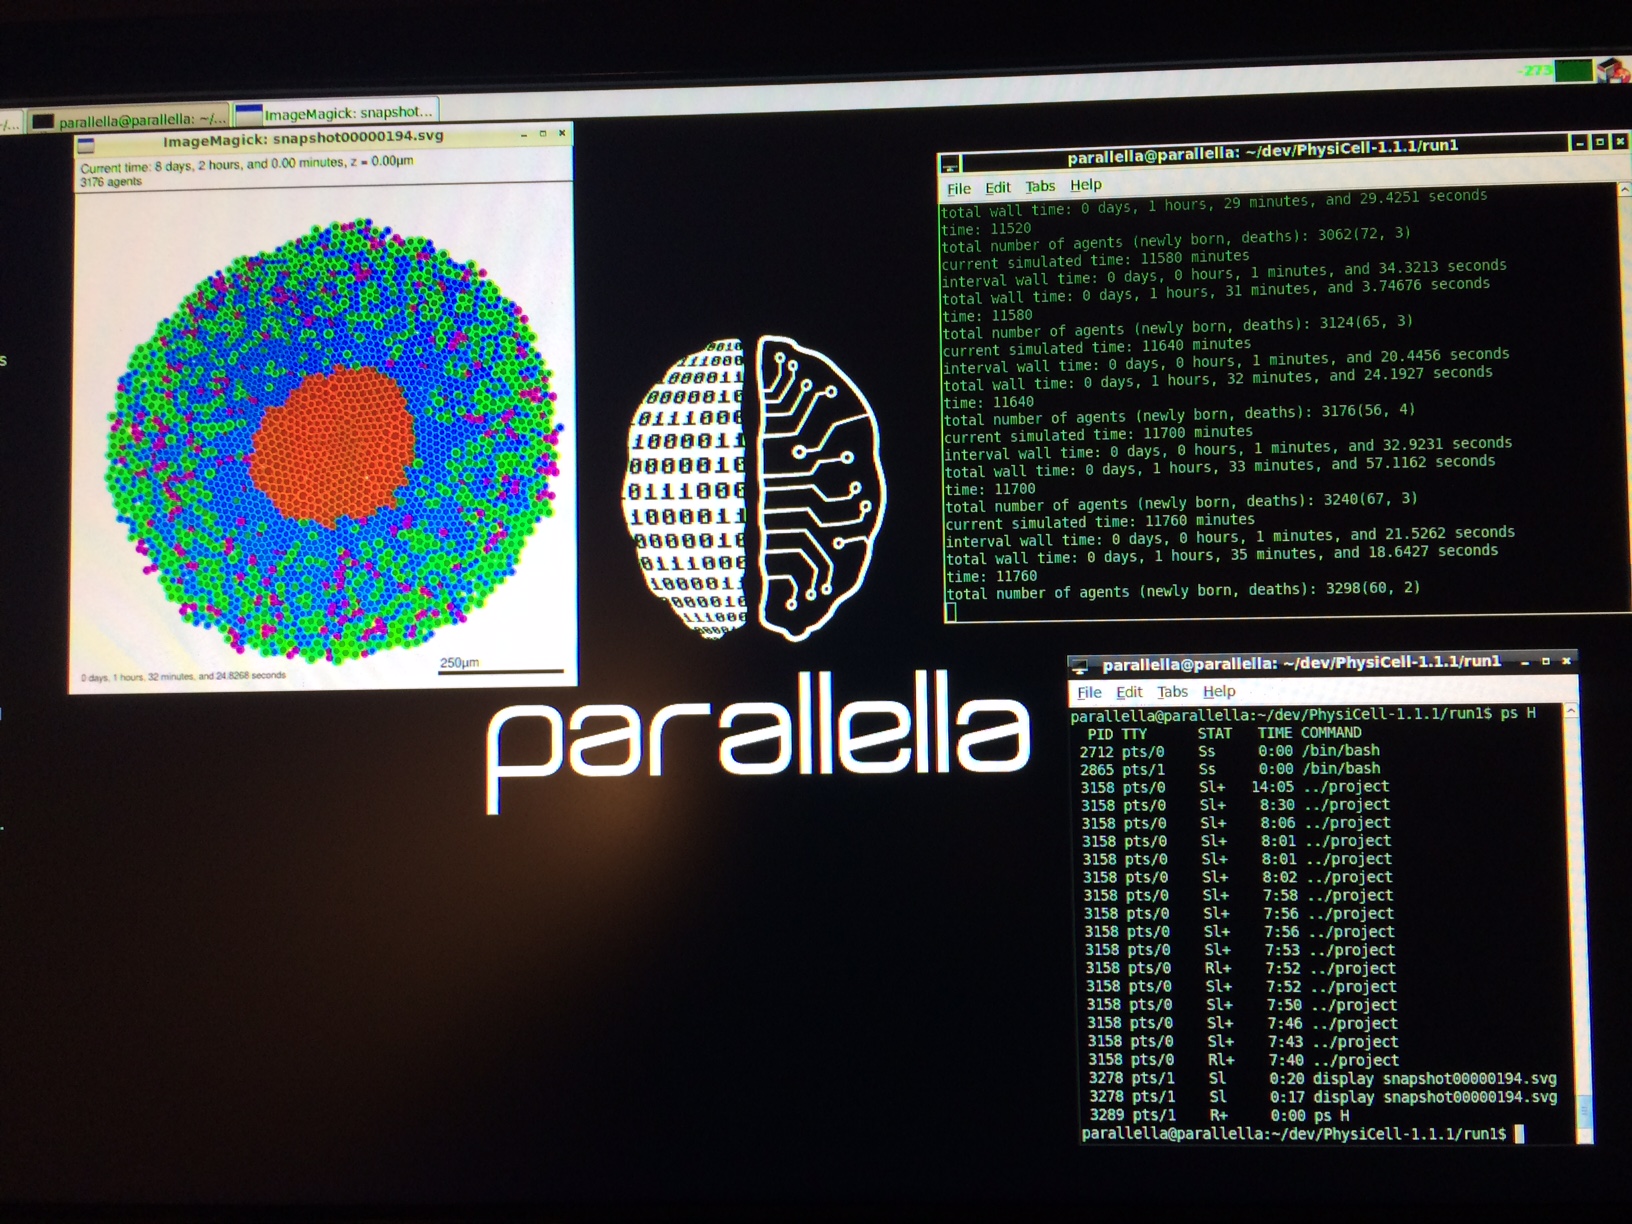 -273
parallella@parallella: ~/...
ImageMagick: snapshot...
ImageMagick: snapshot00000194.svg
Current time: 8 days, 2 hours, and 0.00 minutes, z = 0.00µm
3176 agents
250µm
0 days, 1 hours, 32 minutes, and 24.8268 seconds
parallella@parallella: ~/dev/PhysiCell-1.1.1/run1
File Edit Tabs Help
total wall time: 0 days, 1 hours, 29 minutes, and 29.4251 seconds
time: 11520
total number of agents (newly born, deaths): 3062(72, 3)
current simulated time: 11580 minutes
interval wall time: 0 days, 0 hours, 1 minutes, and 34.3213 seconds
total wall time: 0 days, 1 hours, 31 minutes, and 3.74676 seconds
time: 11580
total number of agents (newly born, deaths): 3124(65, 3)
current simulated time: 11640 minutes
interval wall time: 0 days, 0 hours, 1 minutes, and 20.4456 seconds
total wall time: 0 days, 1 hours, 32 minutes, and 24.1927 seconds
time: 11640
total number of agents (newly born, deaths): 3176(56, 4)
current simulated time: 11700 minutes
interval wall time: 0 days, 0 hours, 1 minutes, and 32.9231 seconds
total wall time: 0 days, 1 hours, 33 minutes, and 57.1162 seconds
time: 11700
total number of agents (newly born, deaths): 3240(67, 3)
current simulated time: 11760 minutes
interval wall time: 0 days, 0 hours, 1 minutes, and 21.5262 seconds
total wall time: 0 days, 1 hours, 35 minutes, and 18.6427 seconds
time: 11760
total number of agents (newly born, deaths): 3298(60, 2)
0010
111000
000011
0000010
0111000
1000011
0000010
0111000
1000011
0000010
0111000
1000011
0000010
111000
parallella
parallella@parallella: ~/dev/PhysiCell-1.1.1/run1
File Edit Tabs Help
parallella@parallella:~/dev/PhysiCell-1.1.1/run1$ ps H
PID TTY STAT TIME COMMAND
2712 pts/0 Ss 0:00 /bin/bash
2865 pts/1 Ss 0:00 /bin/bash
3158 pts/0 Sl+ 14:05 ../project
3158 pts/0 Sl+ 8:30 ../project
3158 pts/0 Sl+ 8:06 ../project
3158 pts/0 Sl+ 8:01 ../project
3158 pts/0 Sl+ 8:01 ../project
3158 pts/0 Sl+ 8:02 ../project
3158 pts/0 Sl+ 7:58 ../project
3158 pts/0 Sl+ 7:56 ../project
3158 pts/0 Sl+ 7:56 ../project
3158 pts/0 Sl+ 7:53 ../project
3158 pts/0 Rl+ 7:52 ../project
3158 pts/0 Sl+ 7:52 ../project
3158 pts/0 Sl+ 7:50 ../project
3158 pts/0 Sl+ 7:46 ../project
3158 pts/0 Sl+ 7:43 ../project
3158 pts/0 Rl+ 7:40 ../project
3278 pts/1 Sl 0:20 display snapshot00000194.svg
3278 pts/1 Sl 0:17 display snapshot00000194.svg
3289 pts/1 R+ 0:00 ps H
parallella@parallella:~/dev/PhysiCell-1.1.1/run1$